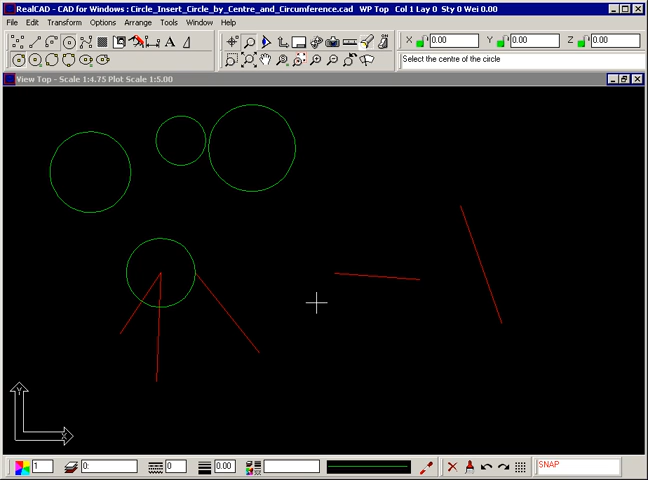 RealCAD - CAD for Windows : Circle_Insert_Circle_by_Centre_and_Circumference.cad WP Top Col 1 Lay 0 Sty 0 Wei 0.00
File Edit Transform Options Arrange Tools Window Help
X 0.00 Y 0.00 Z 0.00
Select the centre of the circle
View Top - Scale 1:4.75 Plot Scale 1:5.00
Y
X
1 0: 0 0.00 SNAP